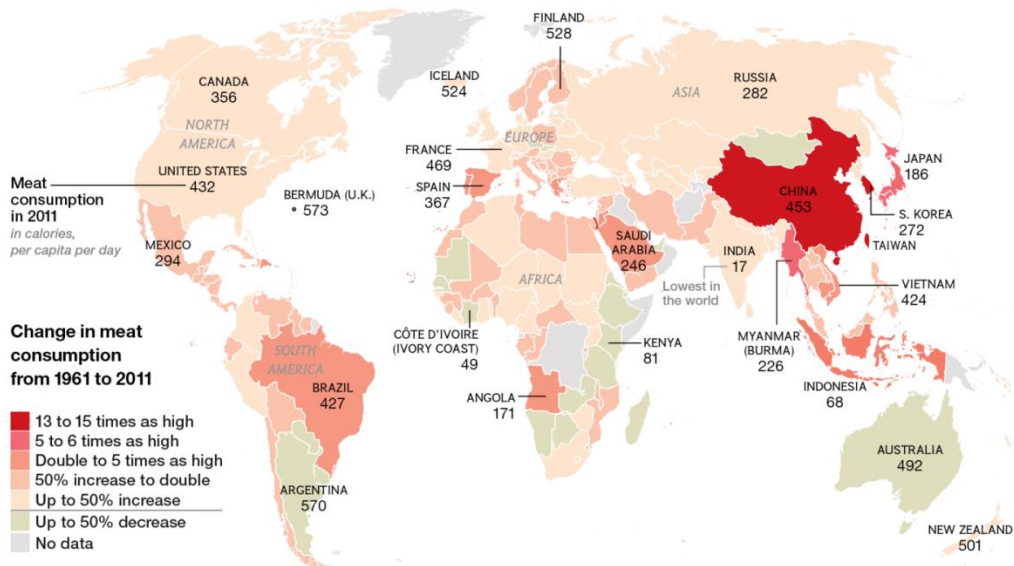 FINLAND
528
CANADA
356
ICELAND
524
RUSSIA
282
ASIA
NORTH
AMERICA
EUROPE
FRANCE
469
JAPAN
186
UNITED STATES
432
Meat
consumption
in 2011
in calories,
per capita per day
BERMUDA (U.K.)
573
SPAIN
367
CHINA
453
S. KOREA
272
TAIWAN
MEXICO
294
SAUDI
ARABIA
246
INDIA
17
Lowest in
the world
AFRICA
VIETNAM
424
Change in meat
consumption
from 1961 to 2011
SOUTH
AMERICA
BRAZIL
427
CÔTE D'IVOIRE
(IVORY COAST)
49
KENYA
81
MYANMAR
(BURMA)
226
INDONESIA
68
ANGOLA
171
13 to 15 times as high
5 to 6 times as high
Double to 5 times as high
50% increase to double
Up to 50% increase
Up to 50% decrease
No data
ARGENTINA
570
AUSTRALIA
492
NEW ZEALAND
501